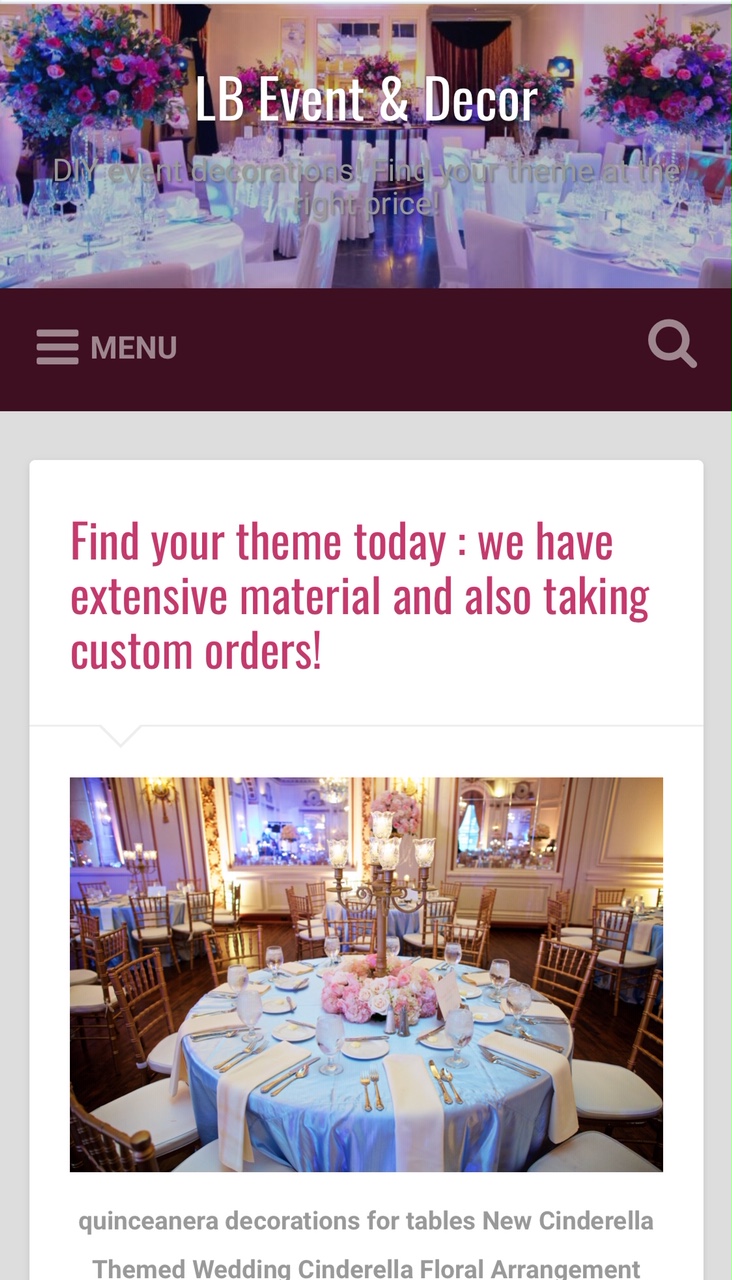 LB Event & Decor
DIY event decorations! Find your theme at the
right price!
MENU
Find your theme today : we have
extensive material and also taking
custom orders!
quinceanera decorations for tables New Cinderella
Themed Wedding Cinderella Floral Arrangement